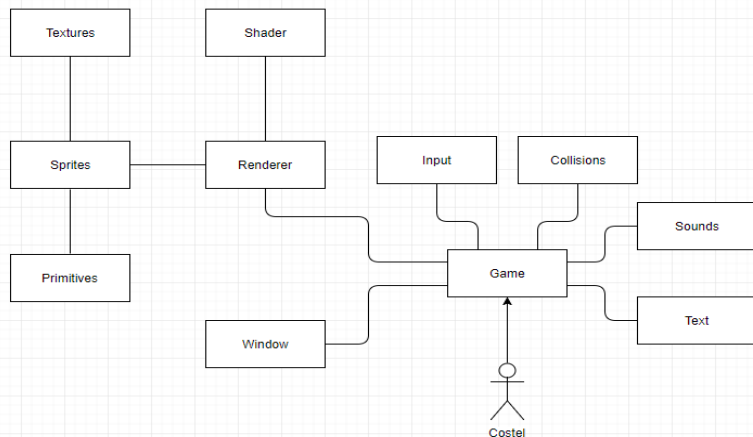 Textures
Shader
Sprites
Renderer
Input
Collisions
Sounds
Game
Primitives
Text
Window
Costel